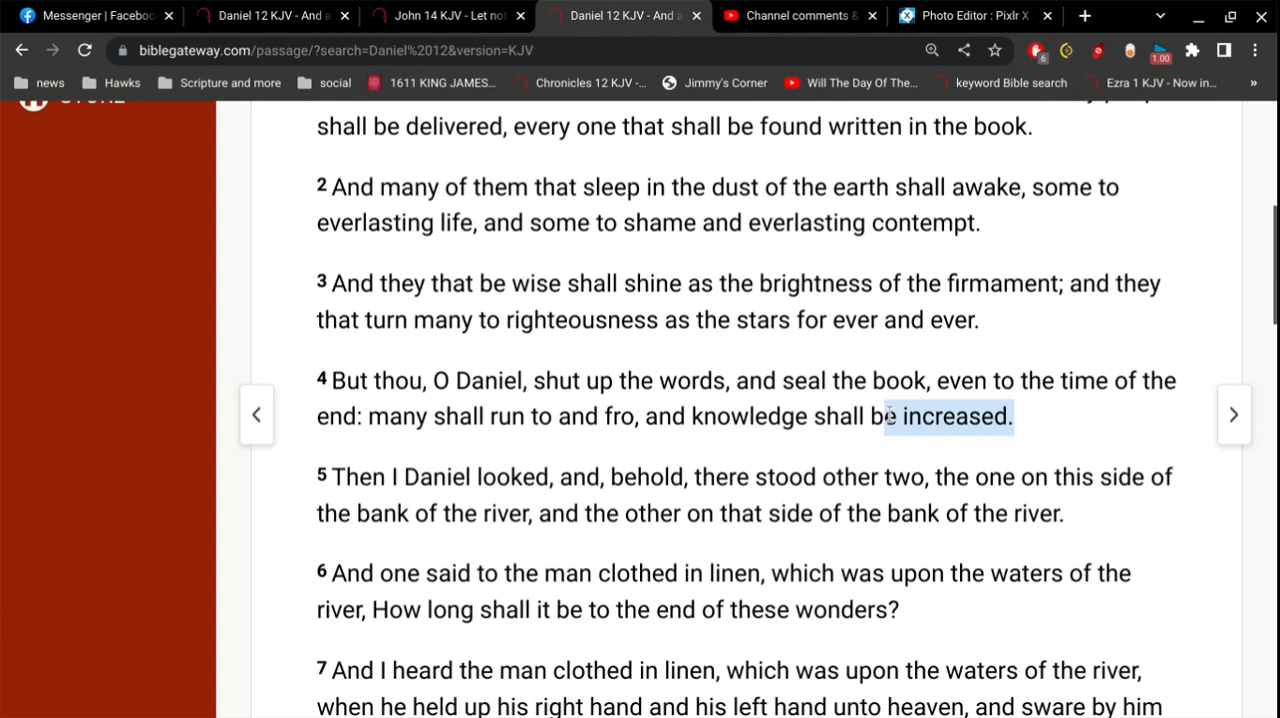 Messenger | Faceboo
Daniel 12 KJV - And a
John 14 KJV - Let not
Daniel 12 KJV - And a
Channel comments &
Photo Editor : Pixlr X
biblegateway.com/passage/?search=Daniel%2012&version=KJV
6
1.00
news
Hawks
Scripture and more
social
1611 KING JAMES...
Chronicles 12 KJV -...
Jimmy's Corner
Will The Day Of The...
keyword Bible search
Ezra 1 KJV - Now in...
»
STORE
shall be delivered, every one that shall be found written in the book.
2 And many of them that sleep in the dust of the earth shall awake, some to
everlasting life, and some to shame and everlasting contempt.
3 And they that be wise shall shine as the brightness of the firmament; and they
that turn many to righteousness as the stars for ever and ever.
4 But thou, O Daniel, shut up the words, and seal the book, even to the time of the
end: many shall run to and fro, and knowledge shall be increased.
5 Then I Daniel looked, and, behold, there stood other two, the one on this side of
the bank of the river, and the other on that side of the bank of the river.
6 And one said to the man clothed in linen, which was upon the waters of the
river, How long shall it be to the end of these wonders?
7 And I heard the man clothed in linen, which was upon the waters of the river,
when he held up his right hand and his left hand unto heaven, and sware by him